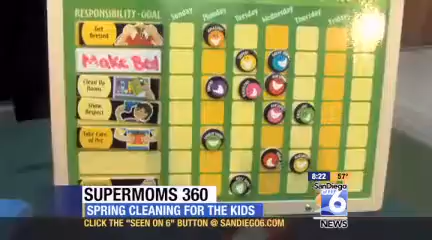 RESPONSIBILITY-GOAL Sunday Monday Tuesday Wednesday Thursday Friday
Get
Dressed
Make Bed
Clean Up
Room
Show
Respect
Take Care
of Pet
SUPERMOMS 360
SPRING CLEANING FOR THE KIDS
CLICK THE "SEEN ON 6" BUTTON @ SANDIEGO6.COM
8:22 57°
SanDiego
6
NEWS